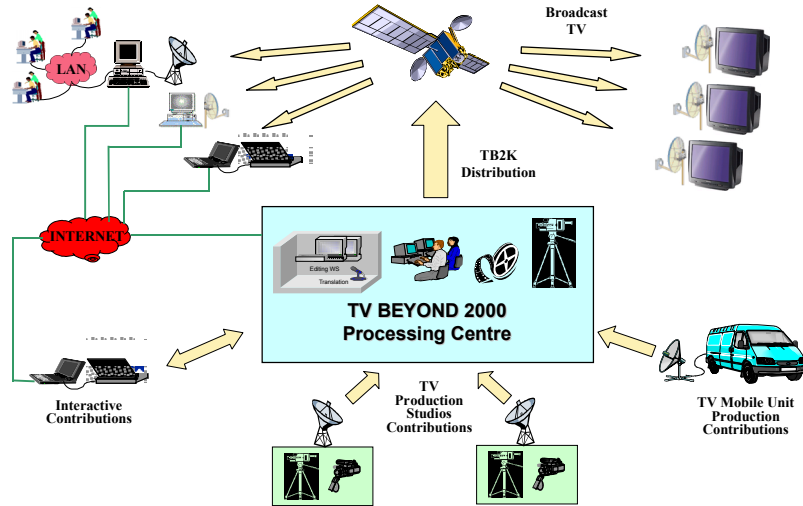 Broadcast
TV
LAN
TB2K
Distribution
INTERNET
Editing WS
Translation
TV BEYOND 2000
Processing Centre
Interactive
Contributions
TV
Production
Studios
Contributions
TV Mobile Unit
Production
Contributions